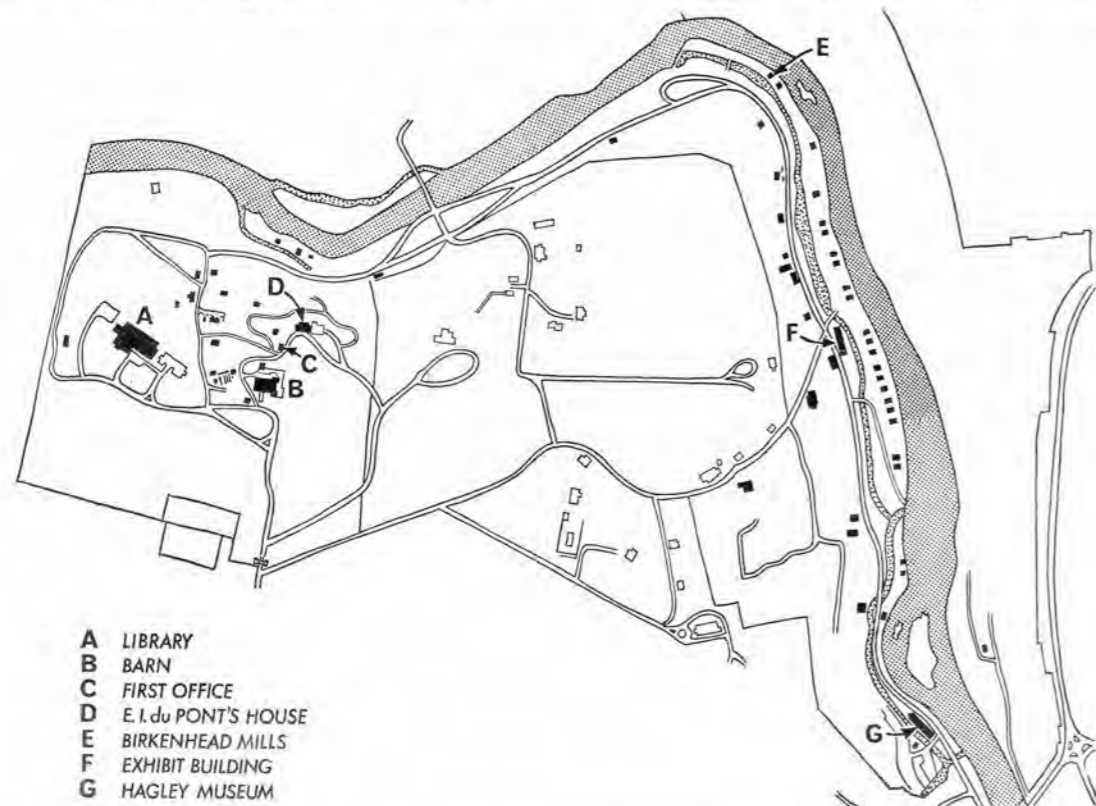 E
A
D
F
C
B
G
A LIBRARY
B BARN
C FIRST OFFICE
D E. I. du PONT'S HOUSE
E BIRKENHEAD MILLS
F EXHIBIT BUILDING
G HAGLEY MUSEUM